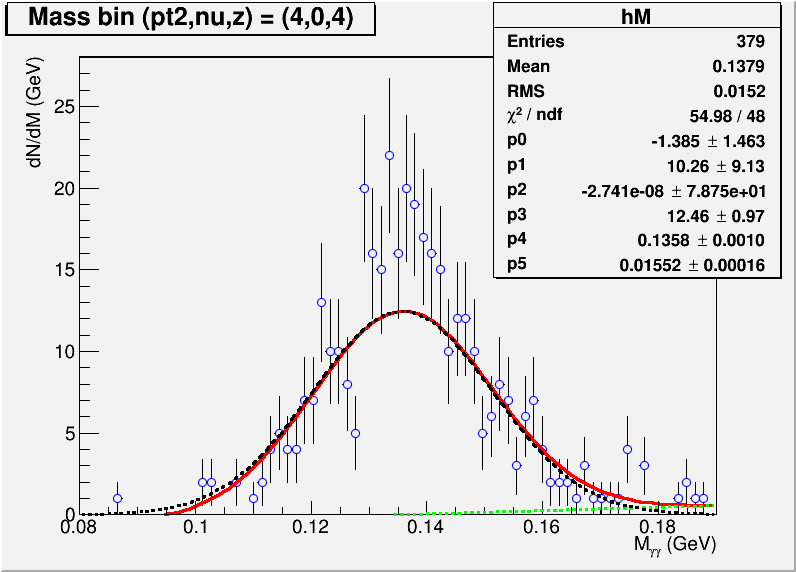 Mass bin (pt2,nu,z) = (4,0,4)
hM
Entries 379
Mean 0.1379
RMS 0.0152
χ² / ndf 54.98 / 48
p0 -1.385 ± 1.463
p1 10.26 ± 9.13
p2 -2.741e-08 ± 7.875e+01
p3 12.46 ± 0.97
p4 0.1358 ± 0.0010
p5 0.01552 ± 0.00016
dN/dM (GeV)
25
20
15
10
5
0
0.08 0.1 0.12 0.14 0.16 0.18
Mγγ (GeV)